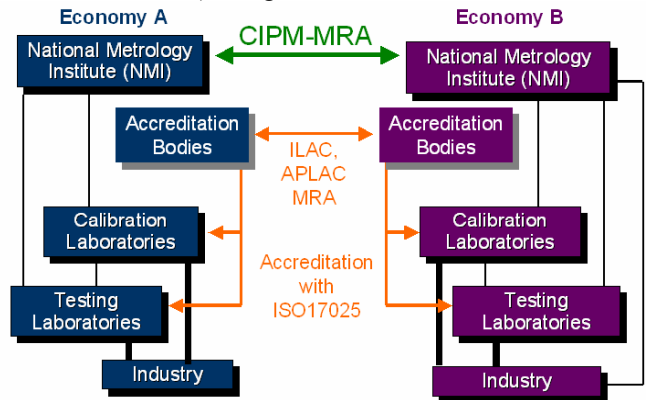 Economy A
Economy B
CIPM-MRA
National Metrology
Institute (NMI)
National Metrology
Institute (NMI)
Accreditation
Bodies
Accreditation
Bodies
ILAC,
APLAC
MRA
Calibration
Laboratories
Calibration
Laboratories
Accreditation
with
ISO17025
Testing
Laboratories
Testing
Laboratories
Industry
Industry